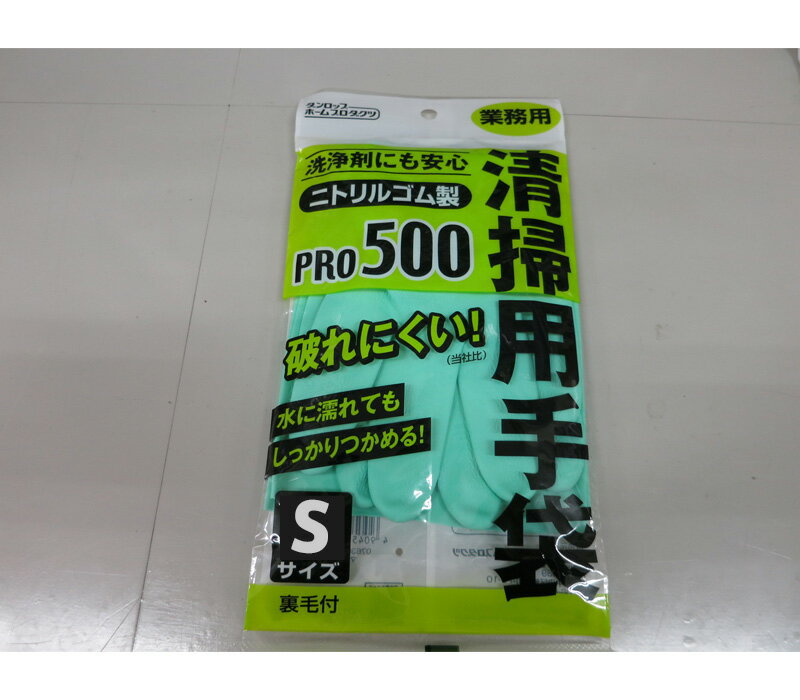 ダンロップ
ホームプロダクツ
業務用
洗浄剤にも安心
ニトリルゴム製
PRO 500
清掃用手袋
破れにくい!
(当社比)
水に濡れても
しっかりつかめる!
S
サイズ
裏毛付